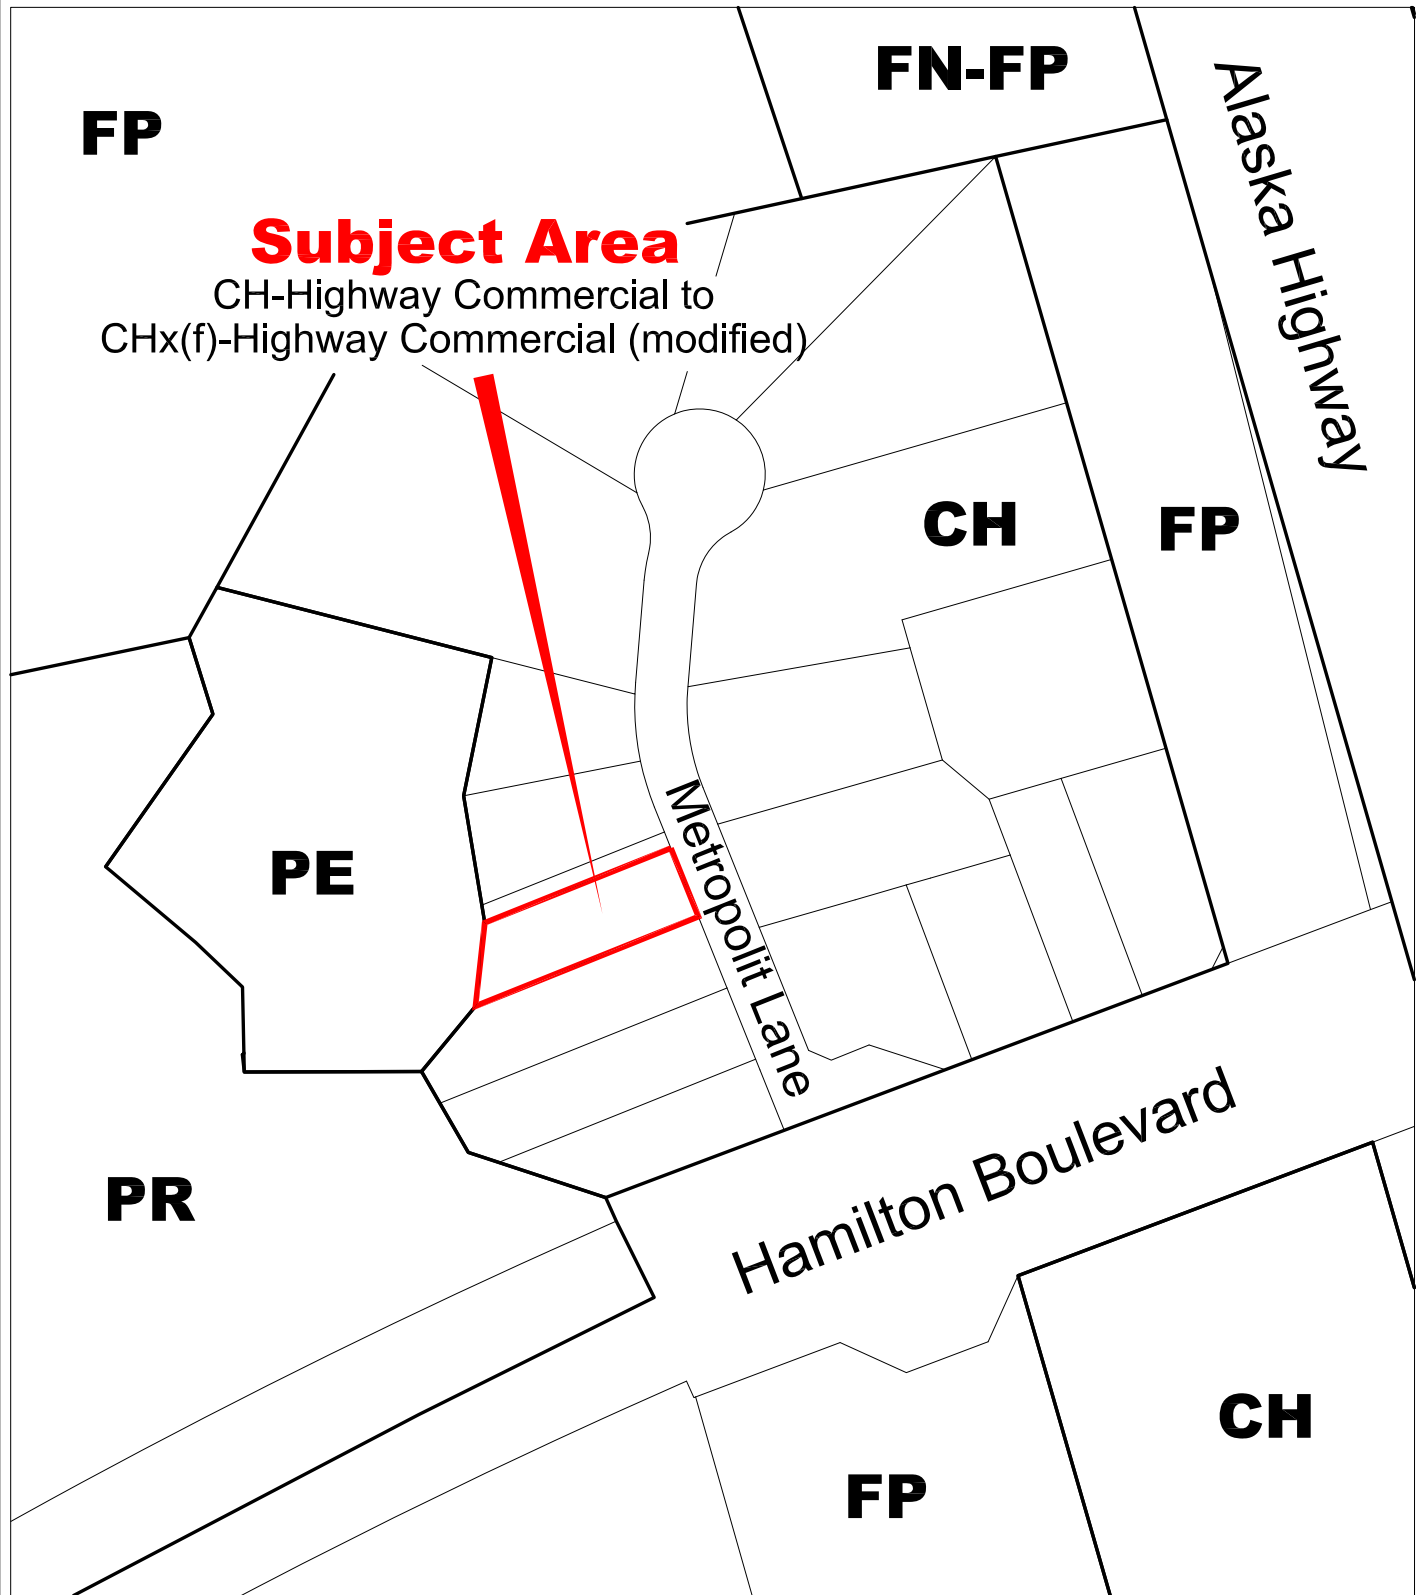 FN-FP
FP
Alaska Highway
Subject Area
CH-Highway Commercial to
CHx(f)-Highway Commercial (modified)
CH
FP
PE
Metropolit Lane
PR
Hamilton Boulevard
CH
FP